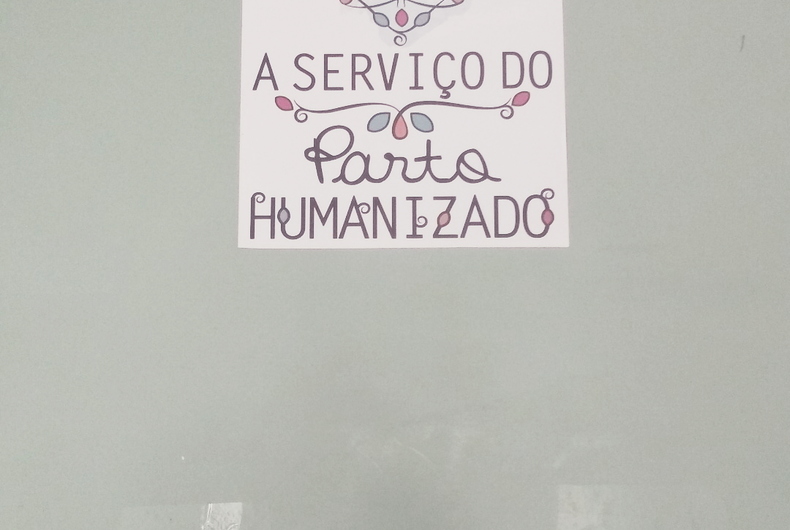 A SERVIÇO DO
Parto
HUMANIZADO